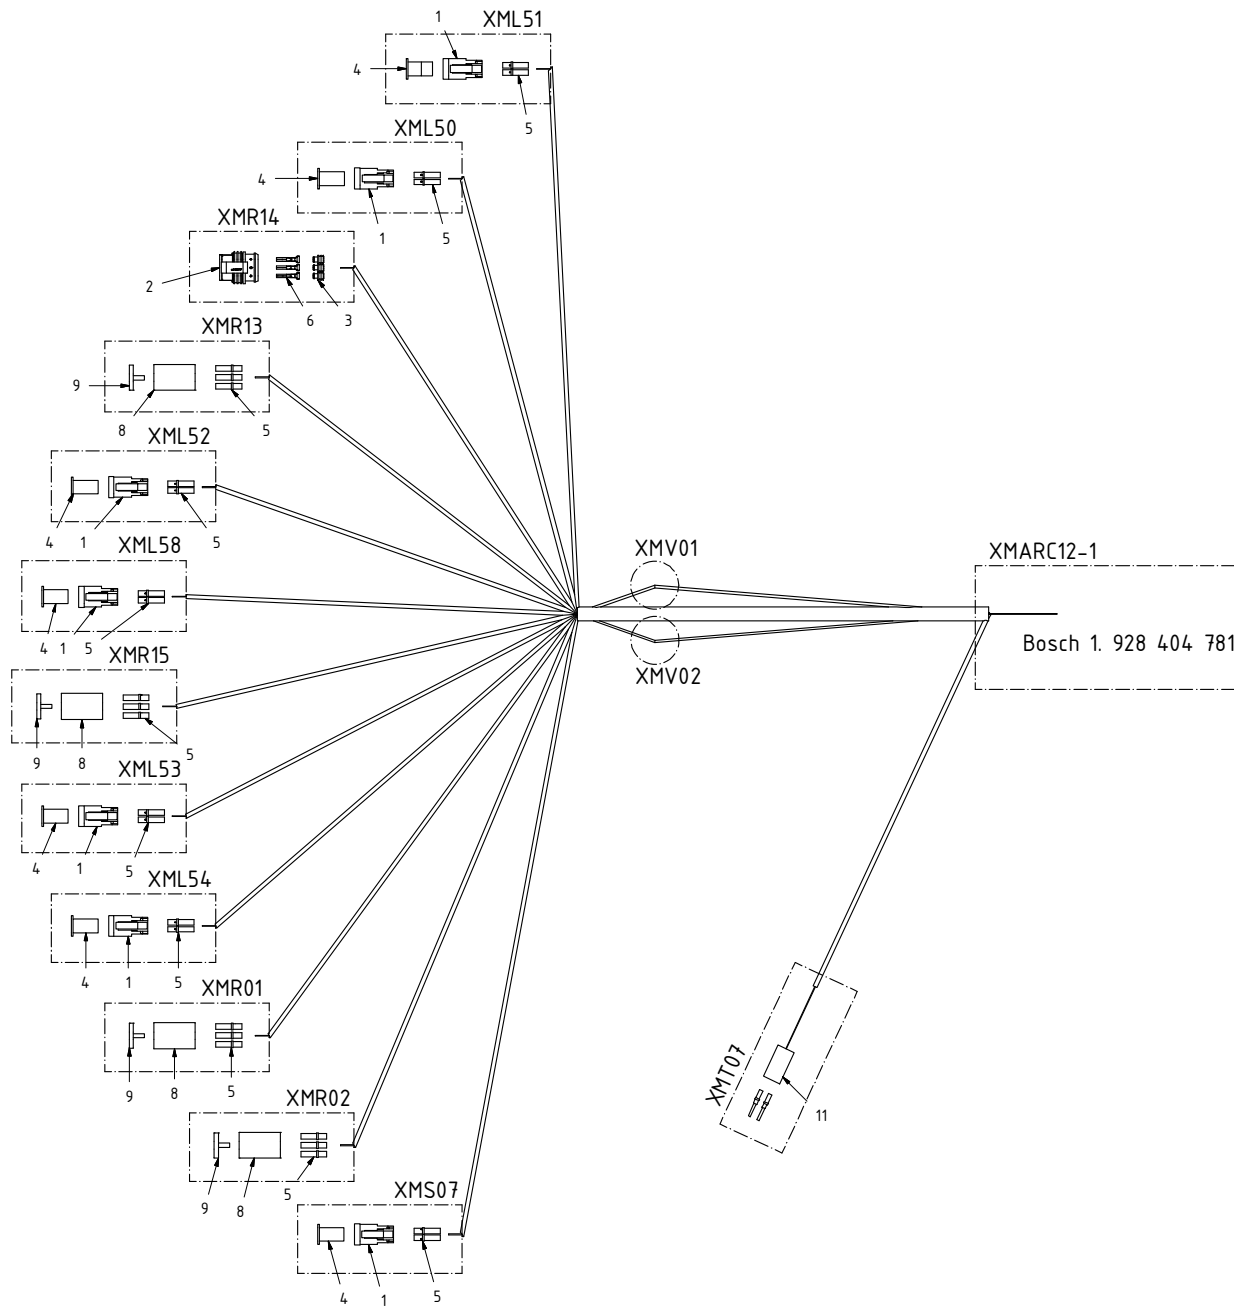 1
XML51
4
5
XML50
4
1
5
XMR14
2
6
3
XMR13
9
8
5
XML52
4
1
5
XML58
4
1
5
XMR15
9
8
5
XML53
4
1
5
XML54
4
1
5
XMR01
9
8
5
XMR02
9
8
5
XMS07
4
1
5
XMV01
XMV02
XMARC12-1
Bosch 1. 928 404 781
XMT07
11